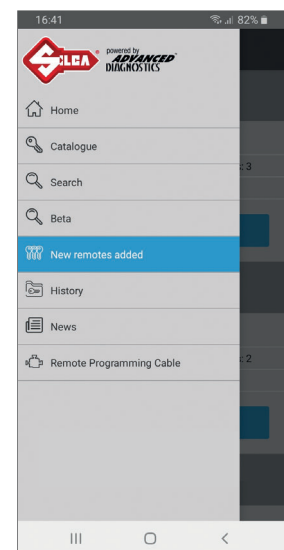 16:41 82%
SILCA
powered by
ADVANCED
DIAGNOSTICS
Home
Catalogue
Search
Beta
: 3
New remotes added
History
News
: 2
Remote Programming Cable